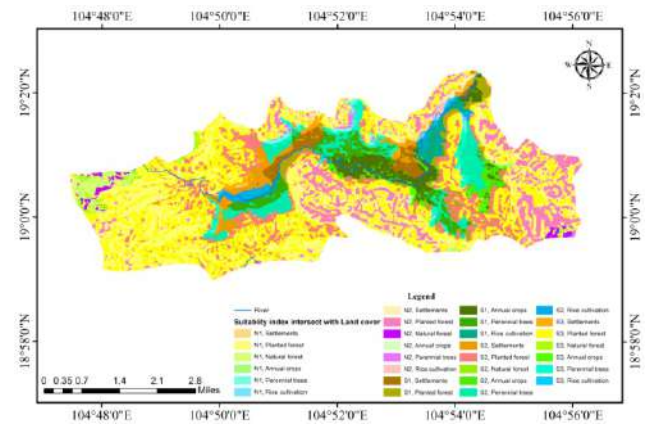 104°48'0"E 104°50'0"E 104°52'0"E 104°54'0"E 104°56'0"E
N
W E
S
19°2'0"N 19°2'0"N
19°0'0"N 19°0'0"N
18°58'0"N 18°58'0"N
Legend
River
Suitability index intersect with Land cover
N1, Settlements
N1, Planted forest
N1, Natural forest
N1, Annual crops
N1, Perennial trees
N1, Rice cultivation
N2, Settlements
N2, Planted forest
N2, Natural forest
N2, Annual crops
N2, Perennial trees
N2, Rice cultivation
S1, Settlements
S1, Planted forest
S1, Annual crops
S1, Perennial trees
S1, Rice cultivation
S2, Settlements
S2, Planted forest
S2, Natural forest
S2, Annual crops
S2, Perennial trees
S2, Rice cultivation
S3, Settlements
S3, Planted forest
S3, Natural forest
S3, Annual crops
S3, Perennial trees
S3, Rice cultivation
0 0.35 0.7 1.4 2.1 2.8
Miles
104°48'0"E 104°50'0"E 104°52'0"E 104°54'0"E 104°56'0"E